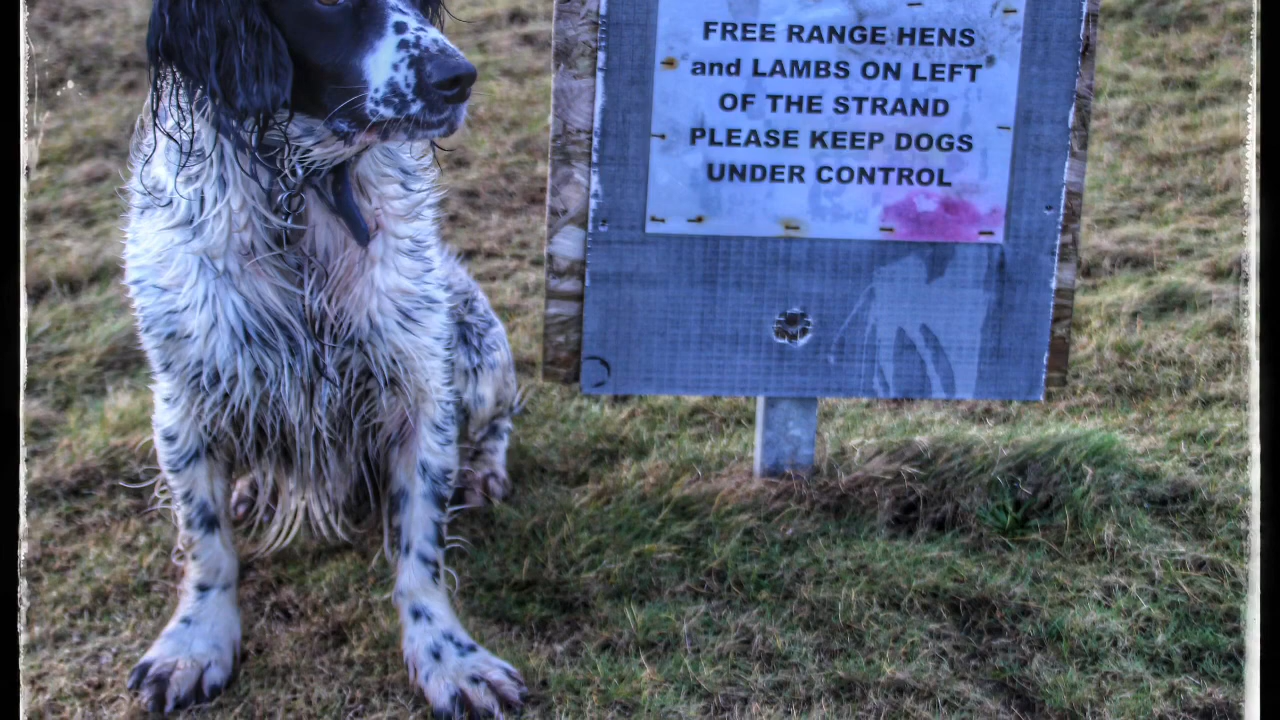 FREE RANGE HENS
and LAMBS ON LEFT
OF THE STRAND
PLEASE KEEP DOGS
UNDER CONTROL